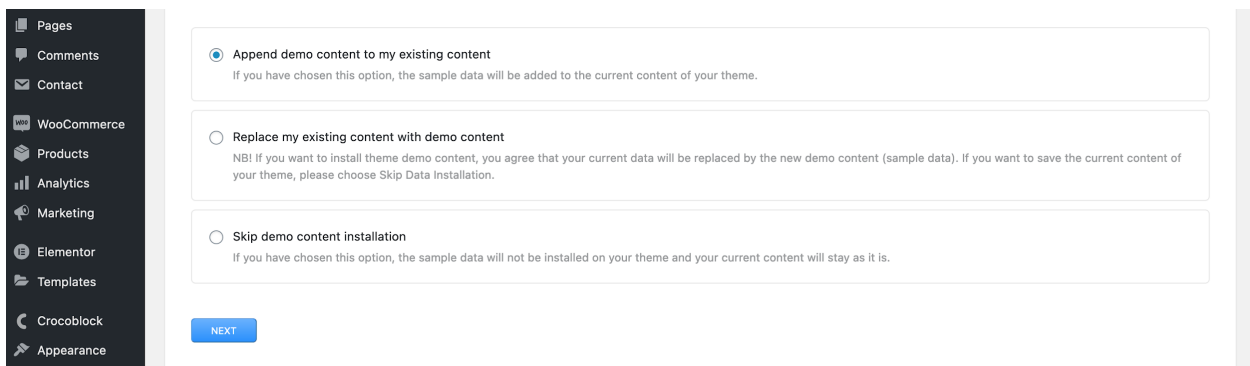 Pages
Comments
Contact
WOO WooCommerce
Products
Analytics
Marketing
Elementor
Templates
Crocoblock
Appearance
Append demo content to my existing content
If you have chosen this option, the sample data will be added to the current content of your theme.
Replace my existing content with demo content
NB! If you want to install theme demo content, you agree that your current data will be replaced by the new demo content (sample data). If you want to save the current content of
your theme, please choose Skip Data Installation.
Skip demo content installation
If you have chosen this option, the sample data will not be installed on your theme and your current content will stay as it is.
NEXT